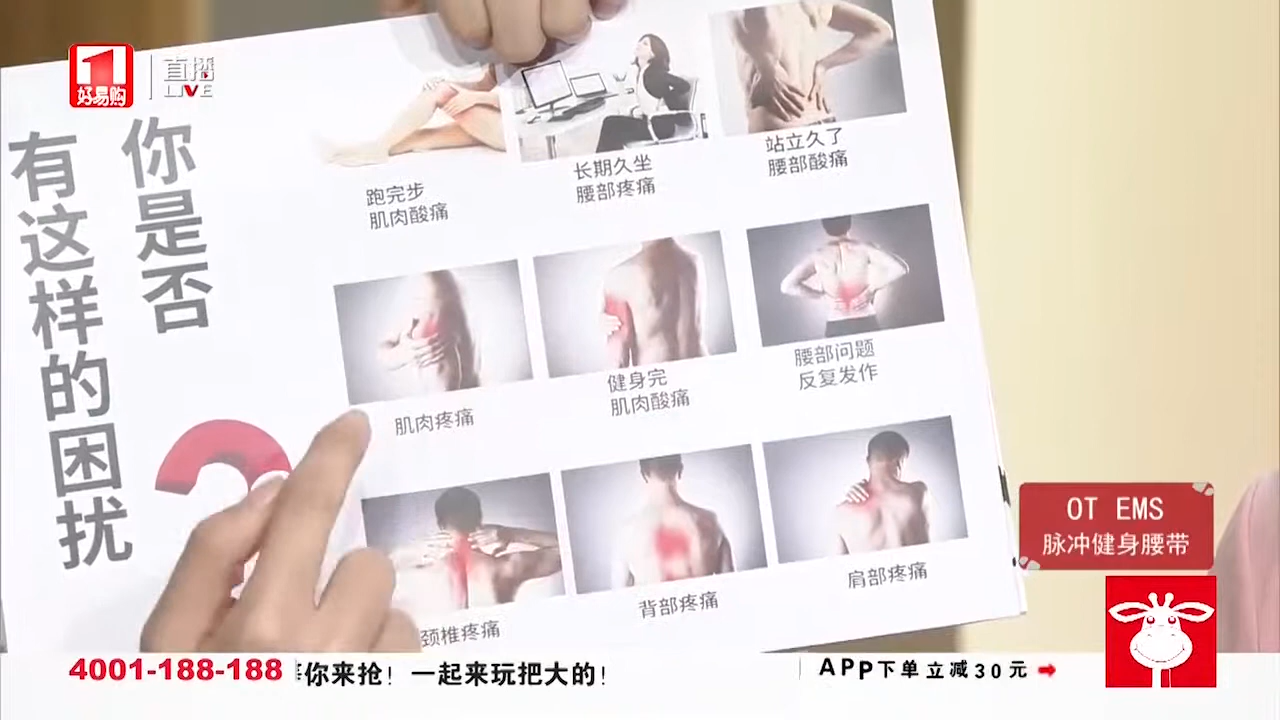 1
好易购
直播
LIVE
你是否
有这样的困扰
?
跑完步
肌肉酸痛
长期久坐
腰部疼痛
站立久了
腰部酸痛
肌肉疼痛
健身完
肌肉酸痛
腰部问题
反复发作
颈椎疼痛
背部疼痛
肩部疼痛
OT EMS
脉冲健身腰带
4001-188-188
你来抢！一起来玩把大的！
APP下单立减30元